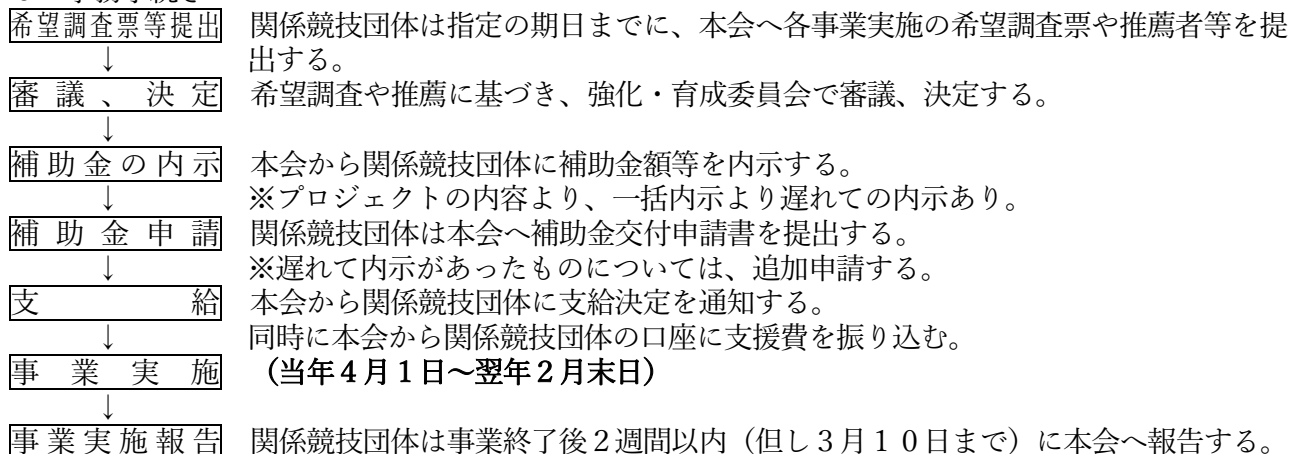 希望調査票等提出 関係競技団体は指定の期日までに、本会へ各事業実施の希望調査票や推薦者等を提
↓ 出する。
審議、決定 希望調査や推薦に基づき、強化・育成委員会で審議、決定する。
↓
補助金の内示 本会から関係競技団体に補助金額等を内示する。
↓ ※プロジェクトの内容より、一括内示より遅れての内示あり。
補助金申請 関係競技団体は本会へ補助金交付申請書を提出する。
↓ ※遅れて内示があったものについては、追加申請する。
支給 本会から関係競技団体に支給決定を通知する。
↓ 同時に本会から関係競技団体の口座に支援費を振り込む。
事業実施 (当年4月1日~翌年2月末日)
↓
事業実施報告 関係競技団体は事業終了後2週間以内(但し3月10日まで)に本会へ報告する。